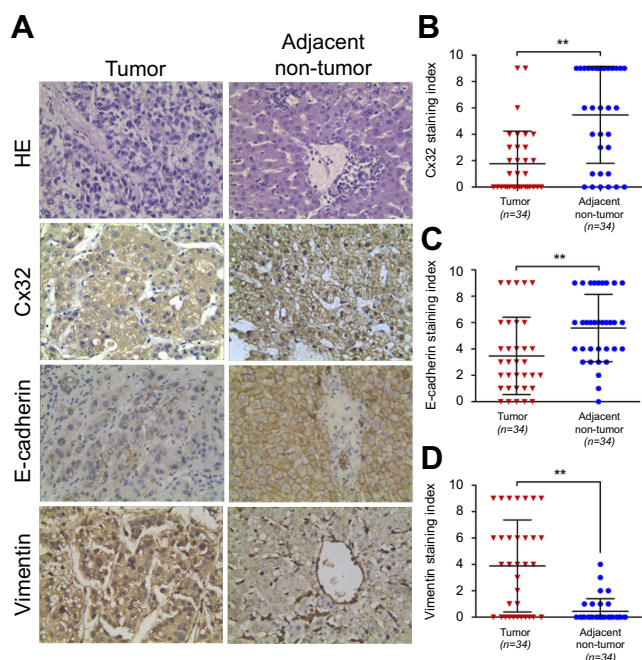 A
Tumor
Adjacent
non-tumor
HE
Cx32
E-cadherin
Vimentin
B
Cx32 staining index
10
8
6
4
2
0
**
Tumor
(n=34)
Adjacent
non-tumor
(n=34)
C
E-cadherin staining index
10
8
6
4
2
0
**
Tumor
(n=34)
Adjacent
non-tumor
(n=34)
D
Vimentin staining index
10
8
6
4
2
0
**
Tumor
(n=34)
Adjacent
non-tumor
(n=34)